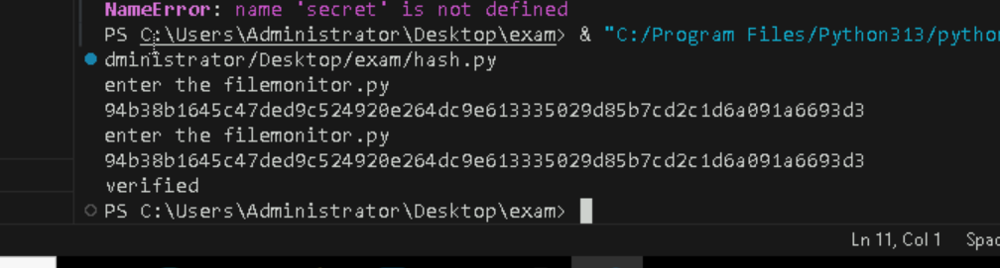 NameError: name 'secret' is not defined
PS C:\Users\Administrator\Desktop\exam> & "C:/Program Files/Python313/pytho
dministrator/Desktop/exam/hash.py
enter the filemonitor.py
94b38b1645c47ded9c524920e264dc9e613335029d85b7cd2c1d6a091a6693d3
enter the filemonitor.py
94b38b1645c47ded9c524920e264dc9e613335029d85b7cd2c1d6a091a6693d3
verified
PS C:\Users\Administrator\Desktop\exam>
Ln 11, Col 1 Spac